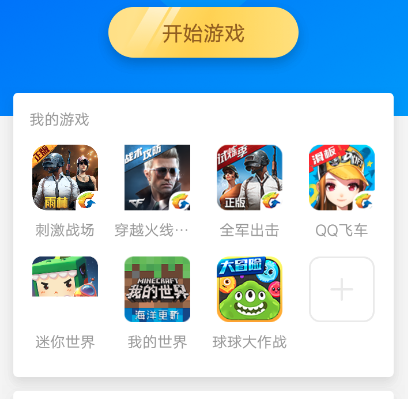 开始游戏
我的游戏
正版
雨林
战术攻防
试炼季
正版
滑板
刺激战场
穿越火线…
全军出击
QQ飞车
MINECRAFT
我的世界
海洋更新
大冒险
迷你世界
我的世界
球球大作战